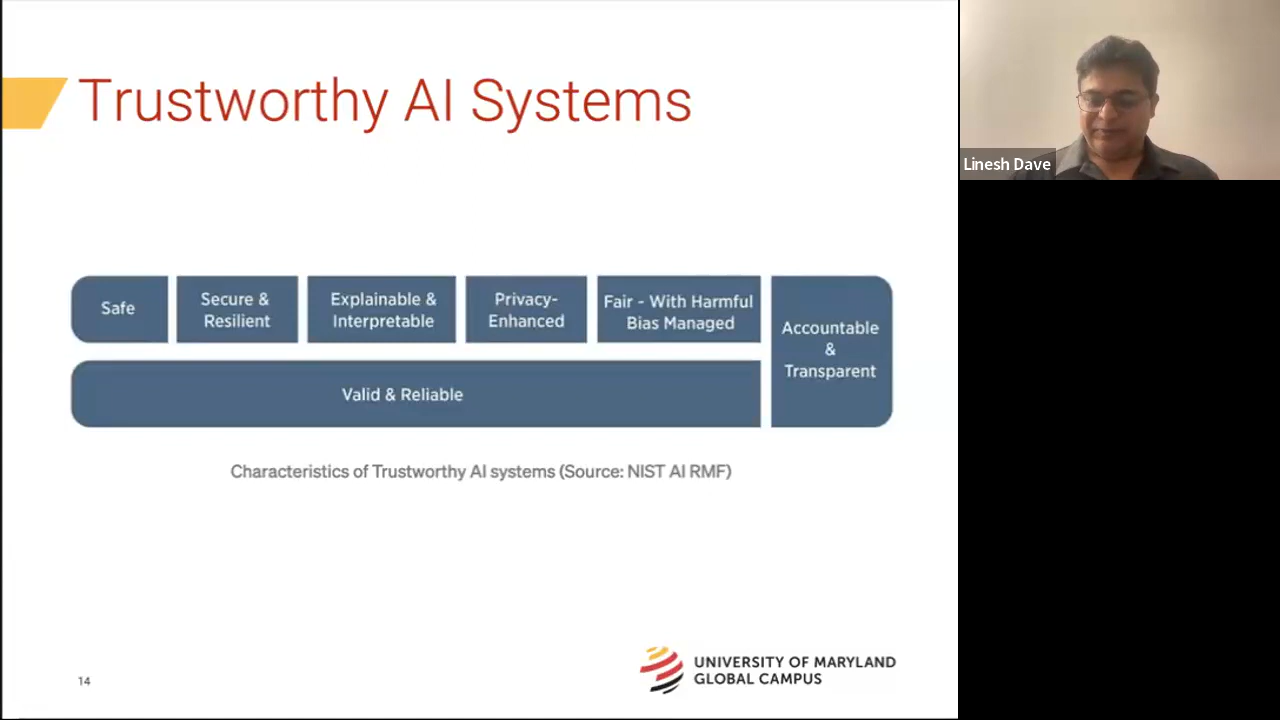 Trustworthy AI Systems
Linesh Dave
Safe
Secure &
Resilient
Explainable &
Interpretable
Privacy-
Enhanced
Fair - With Harmful
Bias Managed
Accountable
&
Transparent
Valid & Reliable
Characteristics of Trustworthy AI systems (Source: NIST AI RMF)
14
UNIVERSITY OF MARYLAND
GLOBAL CAMPUS